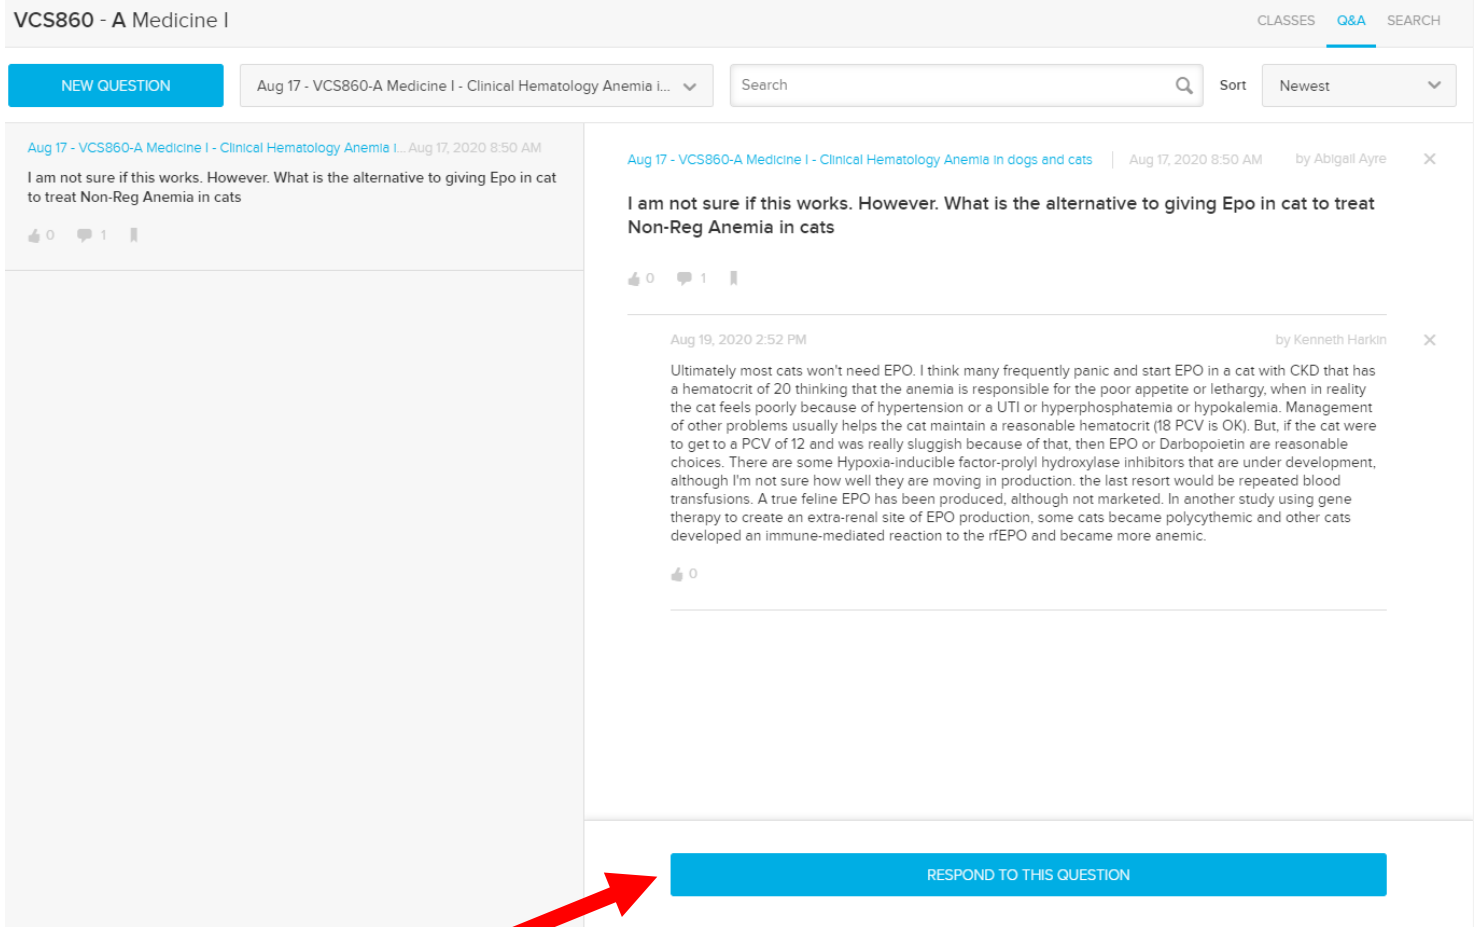 VCS860 - A Medicine I
CLASSES Q&A SEARCH
NEW QUESTION
Aug 17 - VCS860-A Medicine I - Clinical Hematology Anemia i...
Search
Sort
Newest
Aug 17 - VCS860-A Medicine I - Clinical Hematology Anemia i... Aug 17, 2020 8:50 AM
I am not sure if this works. However. What is the alternative to giving Epo in cat
to treat Non-Reg Anemia in cats
0 1
Aug 17 - VCS860-A Medicine I - Clinical Hematology Anemia in dogs and cats
Aug 17, 2020 8:50 AM
by Abigail Ayre
I am not sure if this works. However. What is the alternative to giving Epo in cat to treat
Non-Reg Anemia in cats
0 1
Aug 19, 2020 2:52 PM
by Kenneth Harkin
Ultimately most cats won't need EPO. I think many frequently panic and start EPO in a cat with CKD that has
a hematocrit of 20 thinking that the anemia is responsible for the poor appetite or lethargy, when in reality
the cat feels poorly because of hypertension or a UTI or hyperphosphatemia or hypokalemia. Management
of other problems usually helps the cat maintain a reasonable hematocrit (18 PCV is OK). But, if the cat were
to get to a PCV of 12 and was really sluggish because of that, then EPO or Darbopoietin are reasonable
choices. There are some Hypoxia-inducible factor-prolyl hydroxylase inhibitors that are under development,
although I'm not sure how well they are moving in production. the last resort would be repeated blood
transfusions. A true feline EPO has been produced, although not marketed. In another study using gene
therapy to create an extra-renal site of EPO production, some cats became polycythemic and other cats
developed an immune-mediated reaction to the rfEPO and became more anemic.
0
RESPOND TO THIS QUESTION